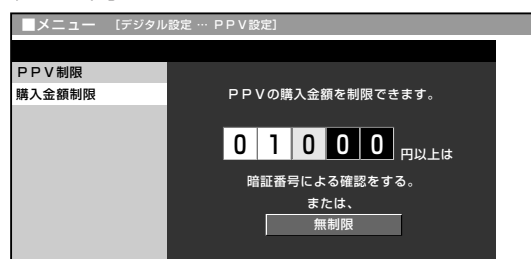 ■メニュー [デジタル設定 … ＰＰＶ設定]
ＰＰＶ制限
購入金額制限
ＰＰＶの購入金額を制限できます。
0 1 0 0 0 円以上は
暗証番号による確認をする。
または、
無制限